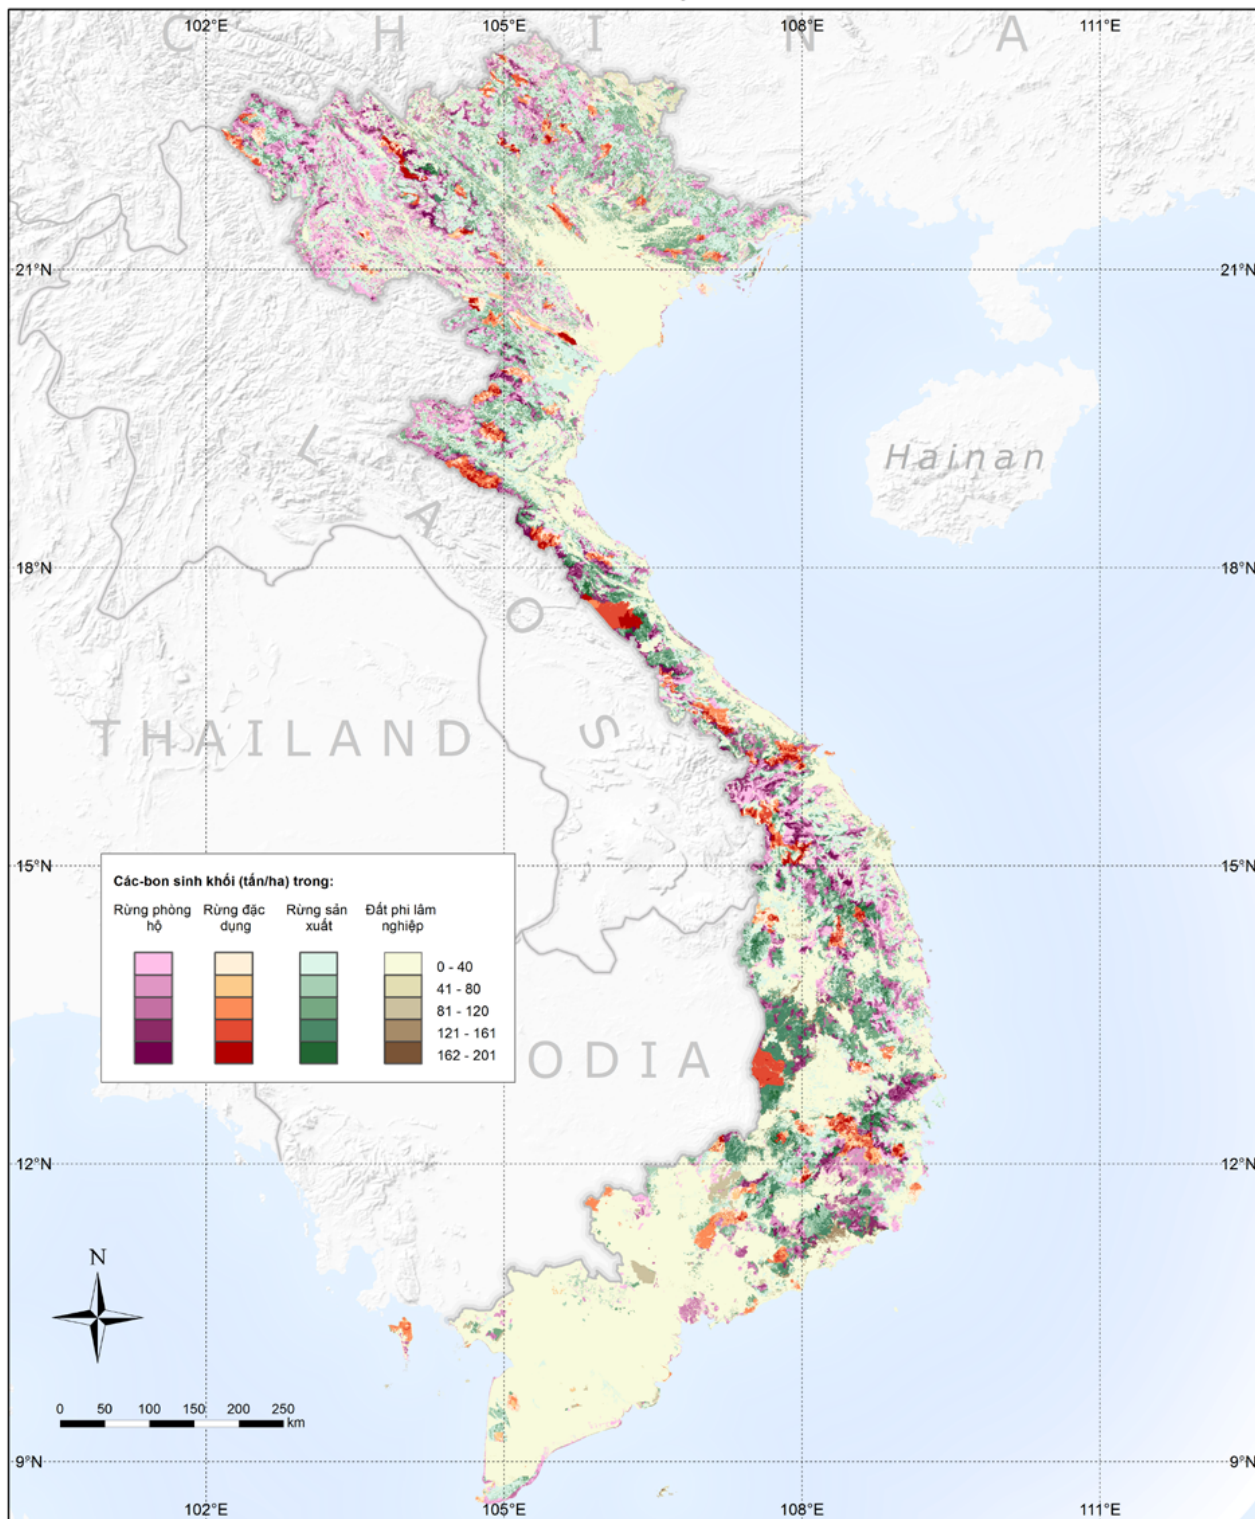 102°E 105°E 108°E 111°E
C H I N A
21°N 21°N
Hainan
L A O S
18°N 18°N
THAILAND
15°N 15°N
Các-bon sinh khối (tấn/ha) trong:
Rừng phòng hộ
Rừng đặc dụng
Rừng sản xuất
Đất phi lâm nghiệp
0 - 40
41 - 80
81 - 120
121 - 161
162 - 201
ODIA
12°N 12°N
N
0 50 100 150 200 250
km
9°N 9°N
102°E 105°E 108°E 111°E